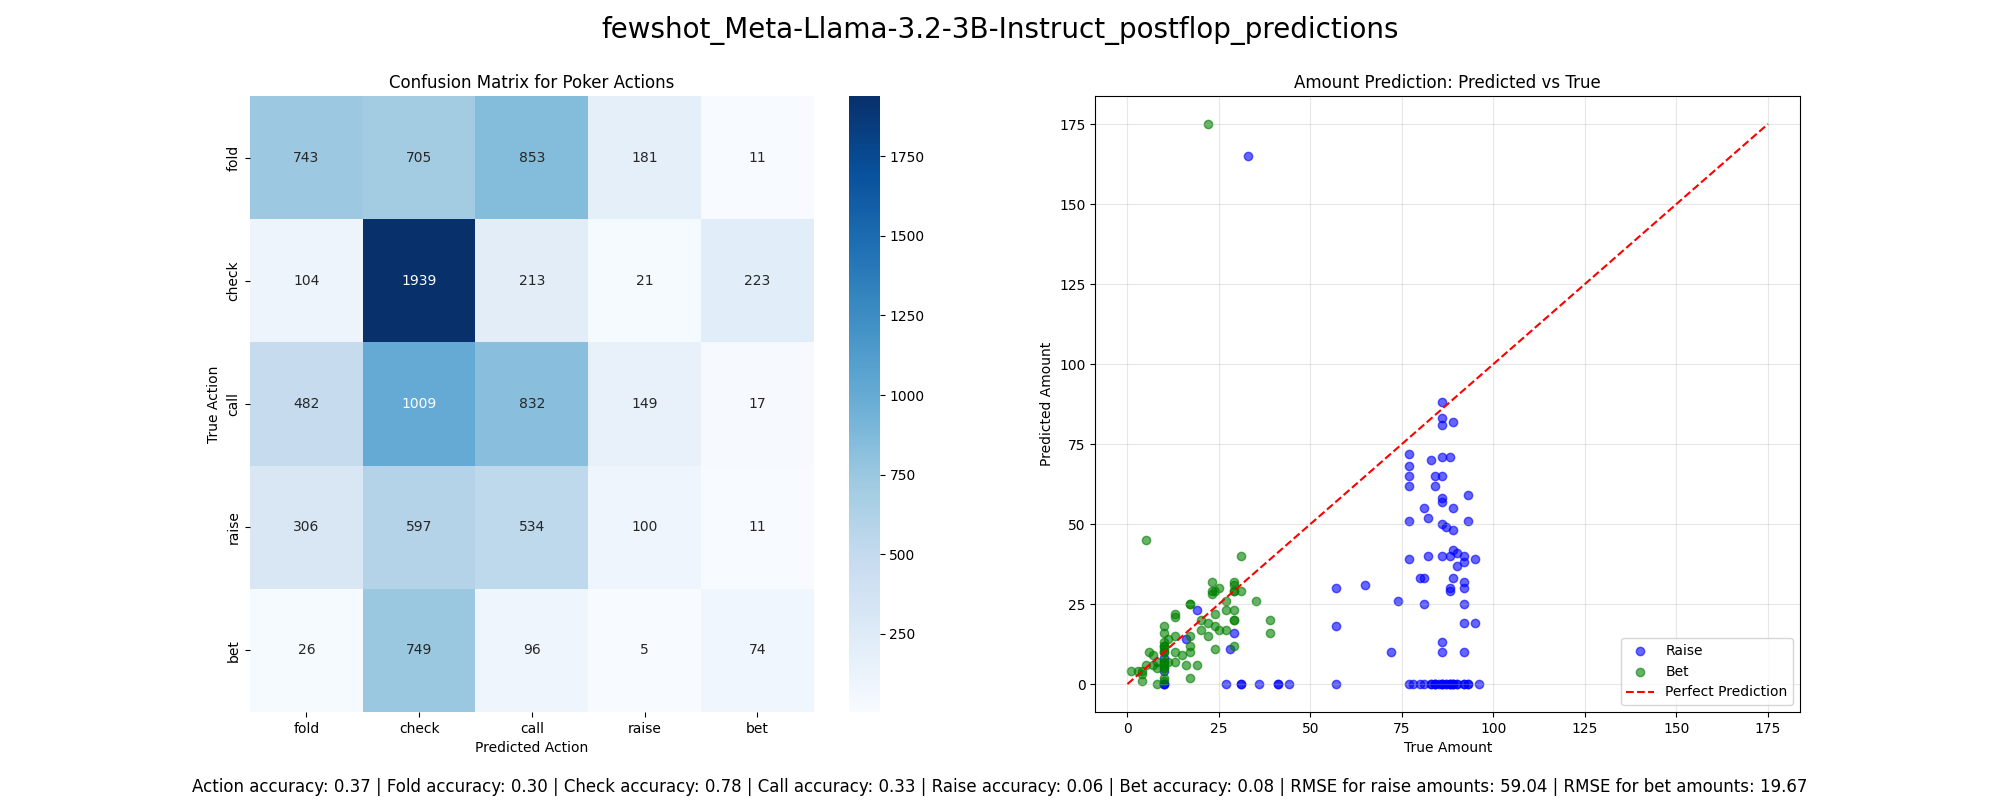 fewshot_Meta-Llama-3.2-3B-Instruct_postflop_predictions
Confusion Matrix for Poker Actions
True Action
fold
743 705 853 181 11
check
104 1939 213 21 223
call
482 1009 832 149 17
raise
306 597 534 100 11
bet
26 749 96 5 74
fold check call raise bet
Predicted Action
1750
1500
1250
1000
750
500
250
Amount Prediction: Predicted vs True
Predicted Amount
175
150
125
100
75
50
25
0
Raise
Bet
Perfect Prediction
0 25 50 75 100 125 150 175
True Amount
Action accuracy: 0.37 | Fold accuracy: 0.30 | Check accuracy: 0.78 | Call accuracy: 0.33 | Raise accuracy: 0.06 | Bet accuracy: 0.08 | RMSE for raise amounts: 59.04 | RMSE for bet amounts: 19.67